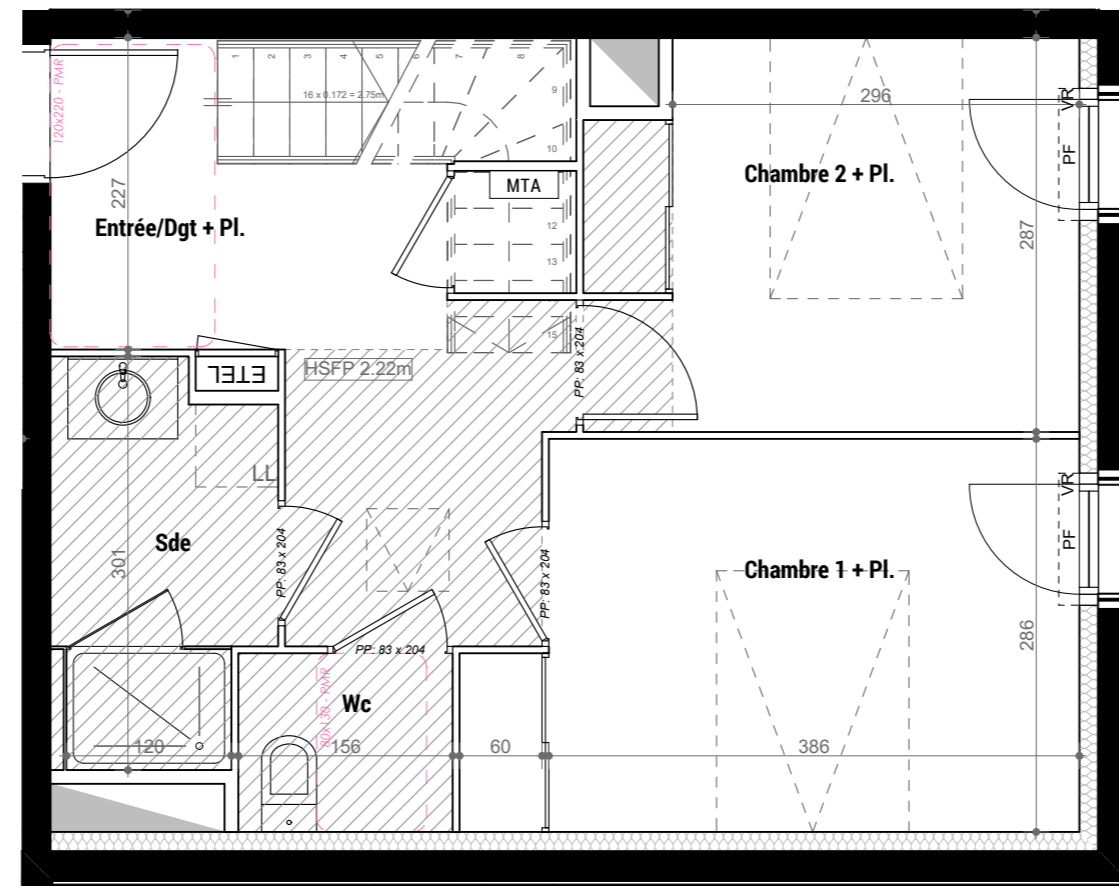 1
2
3
4
5
6
7
8
9
10
16 x 0.172 = 2.75m
120x220 - PMR
227
Entrée/Dgt + Pl.
MTA
12
13
15
296
VR
PF
Chambre 2 + Pl.
287
PP: 83 x 204
ETEL
HSFP 2.22m
LL
Sde
301
PP: 83 x 204
PP: 83 x 204
VR
PF
Chambre 1 + Pl.
286
PP: 83 x 204
80x130 - PMR
Wc
120
156
60
386